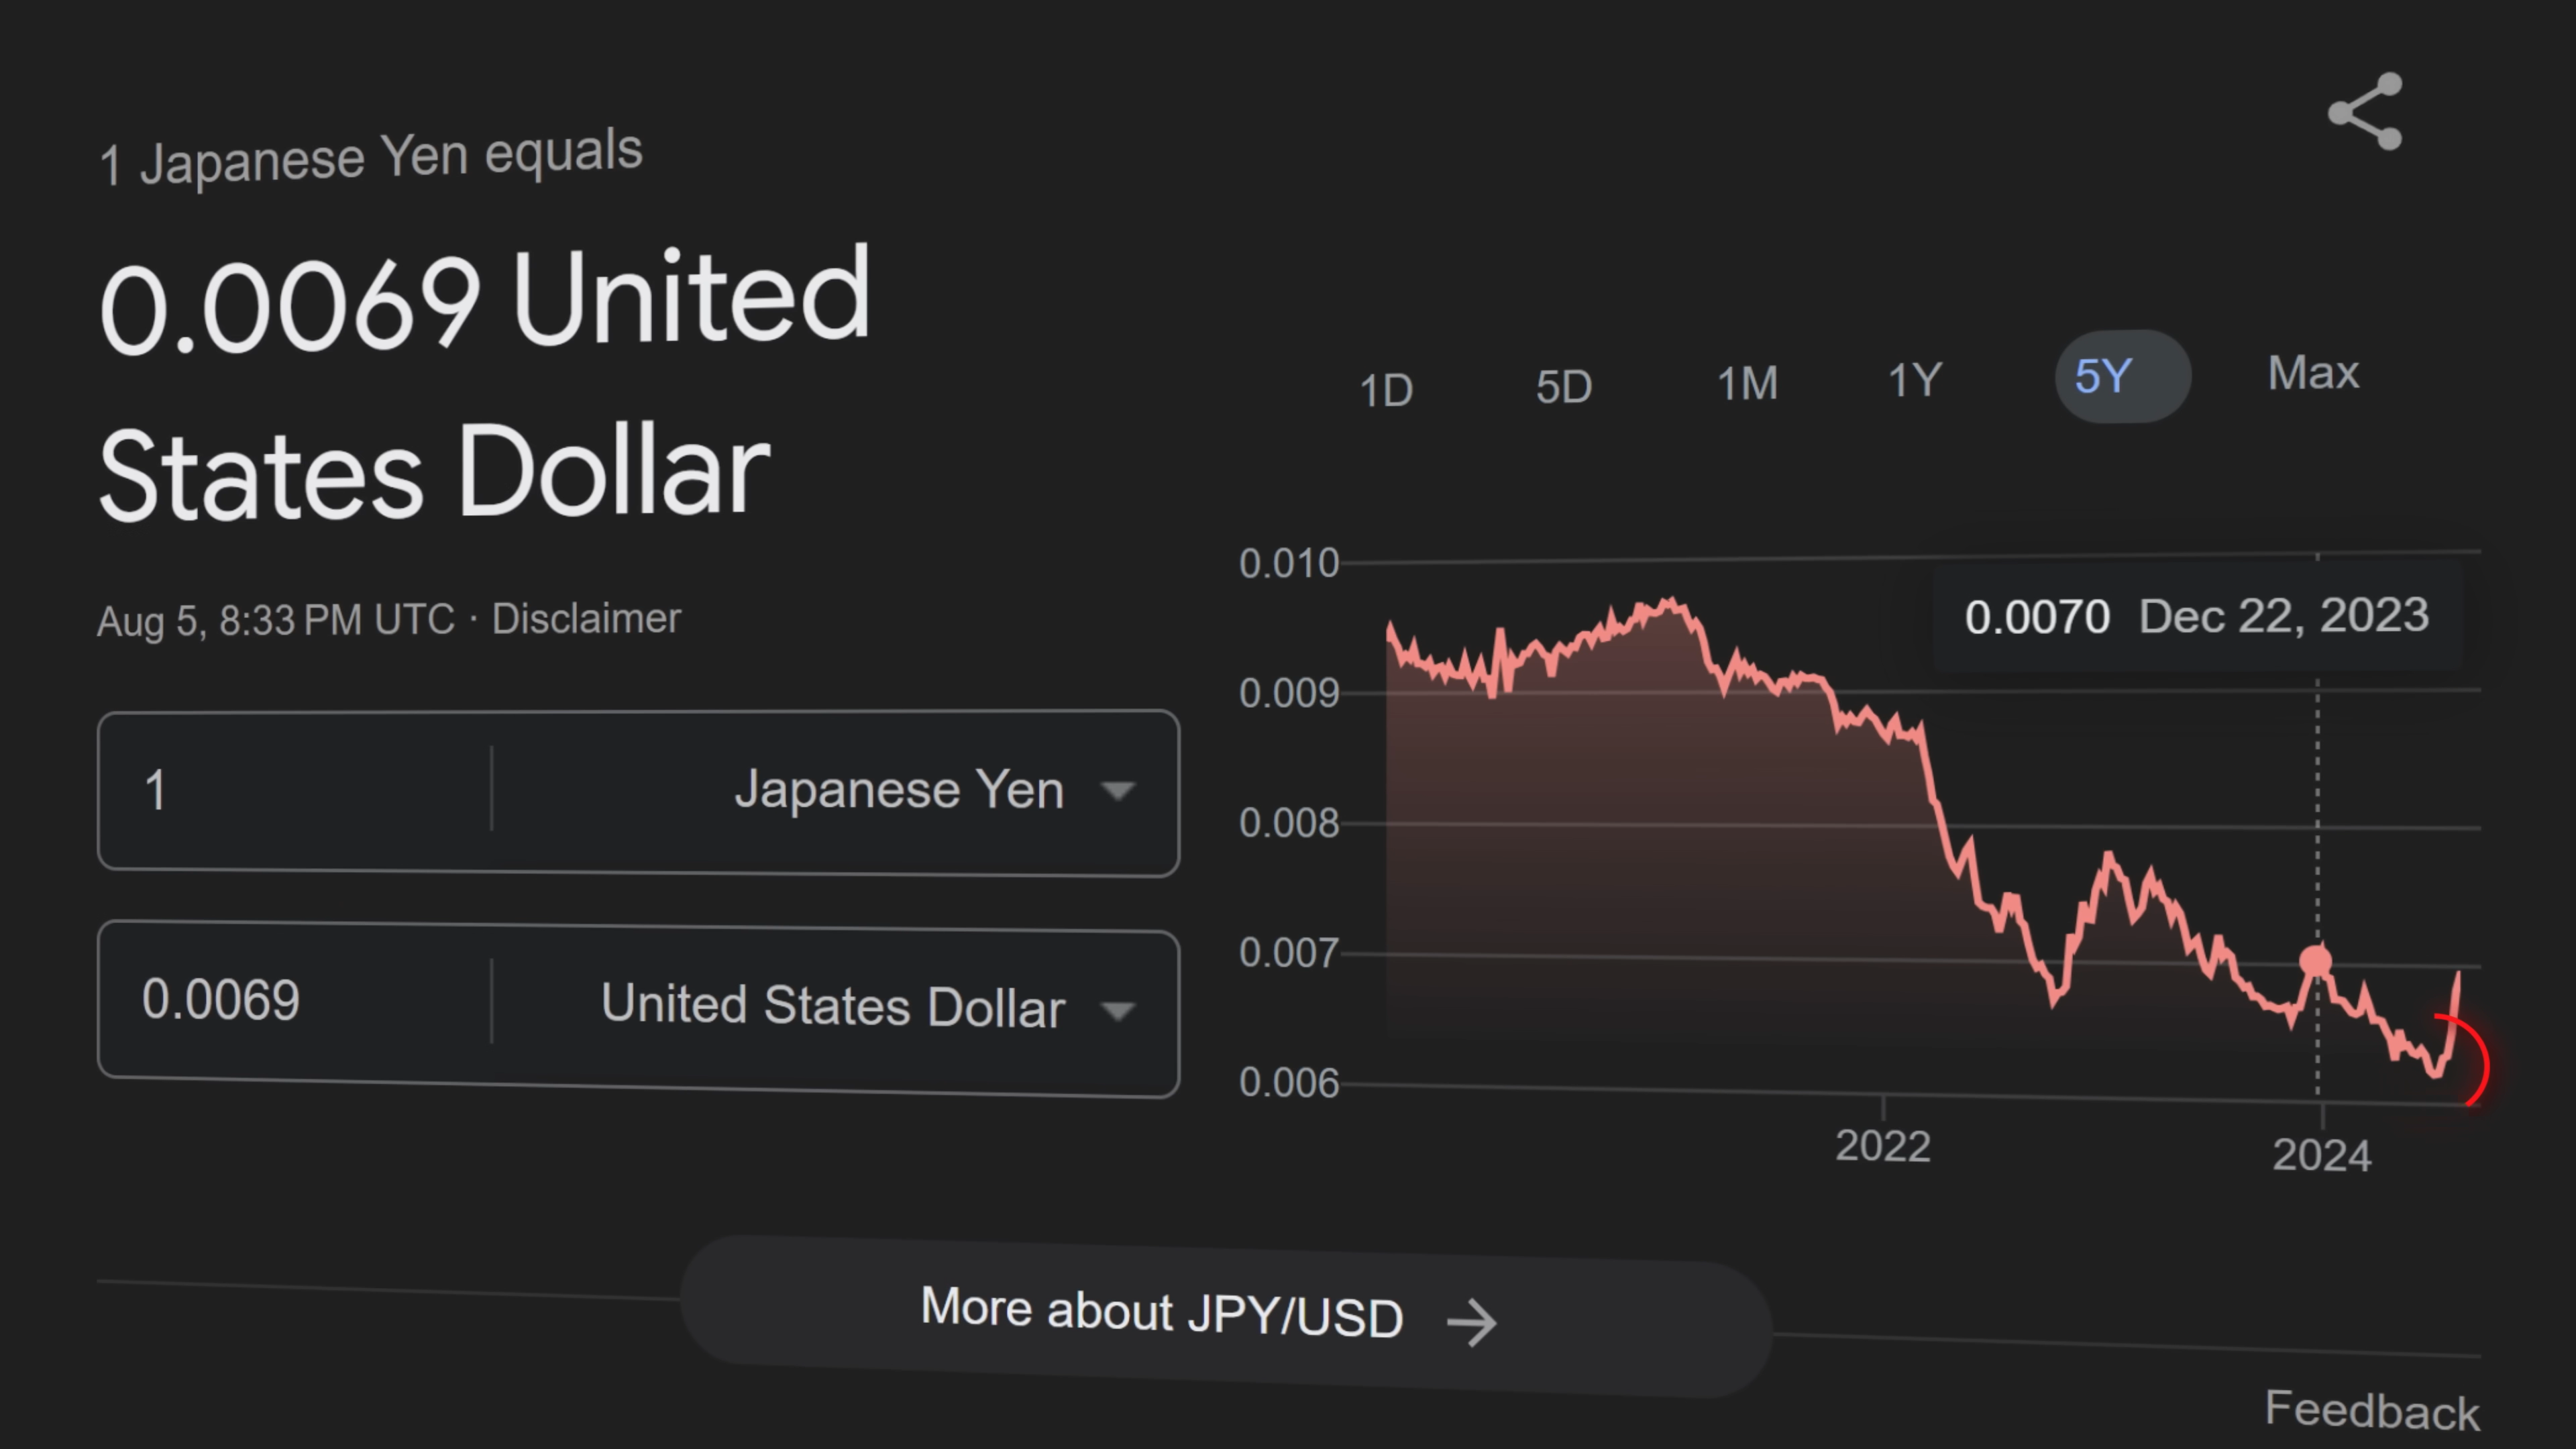 1 Japanese Yen equals
0.0069 United
States Dollar
Aug 5, 8:33 PM UTC · Disclaimer
1 Japanese Yen
0.0069 United States Dollar
1D 5D 1M 1Y 5Y Max
0.0070 Dec 22, 2023
0.010
0.009
0.008
0.007
0.006
2022 2024
More about JPY/USD
Feedback